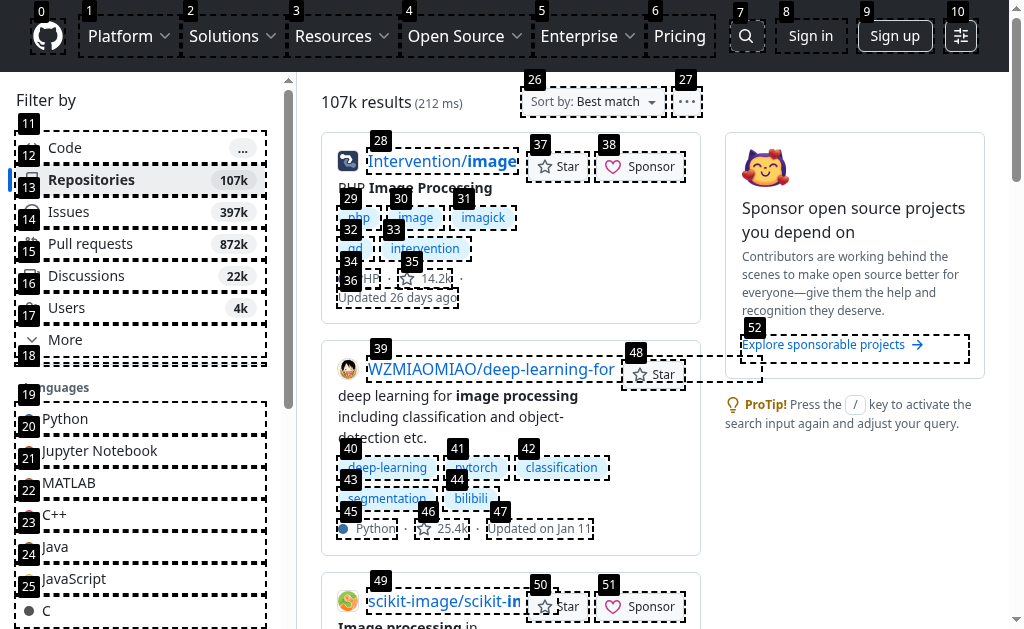 0 1 2 3 4 5 6 7 8 9 10
Platform Solutions Resources Open Source Enterprise Pricing Sign in Sign up
Filter by
11
Code ...
12
Repositories 107k
13
Issues 397k
14
Pull requests 872k
15
Discussions 22k
16
Users 4k
17
More
18
nguages
19
Python
20
Jupyter Notebook
21
MATLAB
22
C++
23
Java
24
JavaScript
25
C
26 27
107k results (212 ms) Sort by: Best match ...
28 37 38
Intervention/image Star Sponsor
PHP Image Processing
29 30 31
php image imagick
32 33
gd intervention
34 35
36 HP · 14.2k ·
Updated 26 days ago
39 48
WZMIAOMIAO/deep-learning-for Star
deep learning for image processing
including classification and object-
detection etc.
40 41 42
deep-learning pytorch classification
43 44
segmentation bilibili
45 46 47
Python · 25.4k · Updated on Jan 11
49 50 51
scikit-image/scikit-in Star Sponsor
Image processing in
Sponsor open source projects
you depend on
Contributors are working behind the
scenes to make open source better for
everyone—give them the help and
recognition they deserve.
52
Explore sponsorable projects →
ProTip! Press the / key to activate the
search input again and adjust your query.